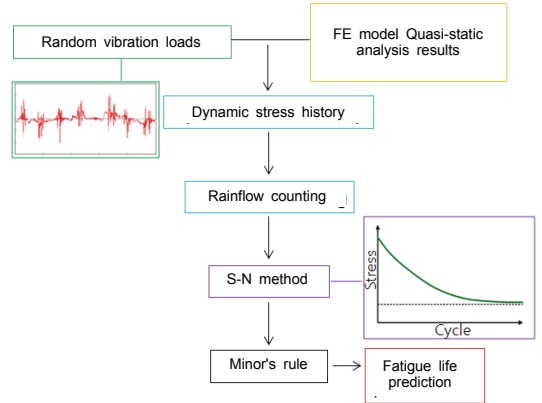 Random vibration loads
FE model Quasi-static
analysis results
Dynamic stress history
Rainflow counting
S-N method
Stress
Cycle
Minor's rule
Fatigue life
prediction